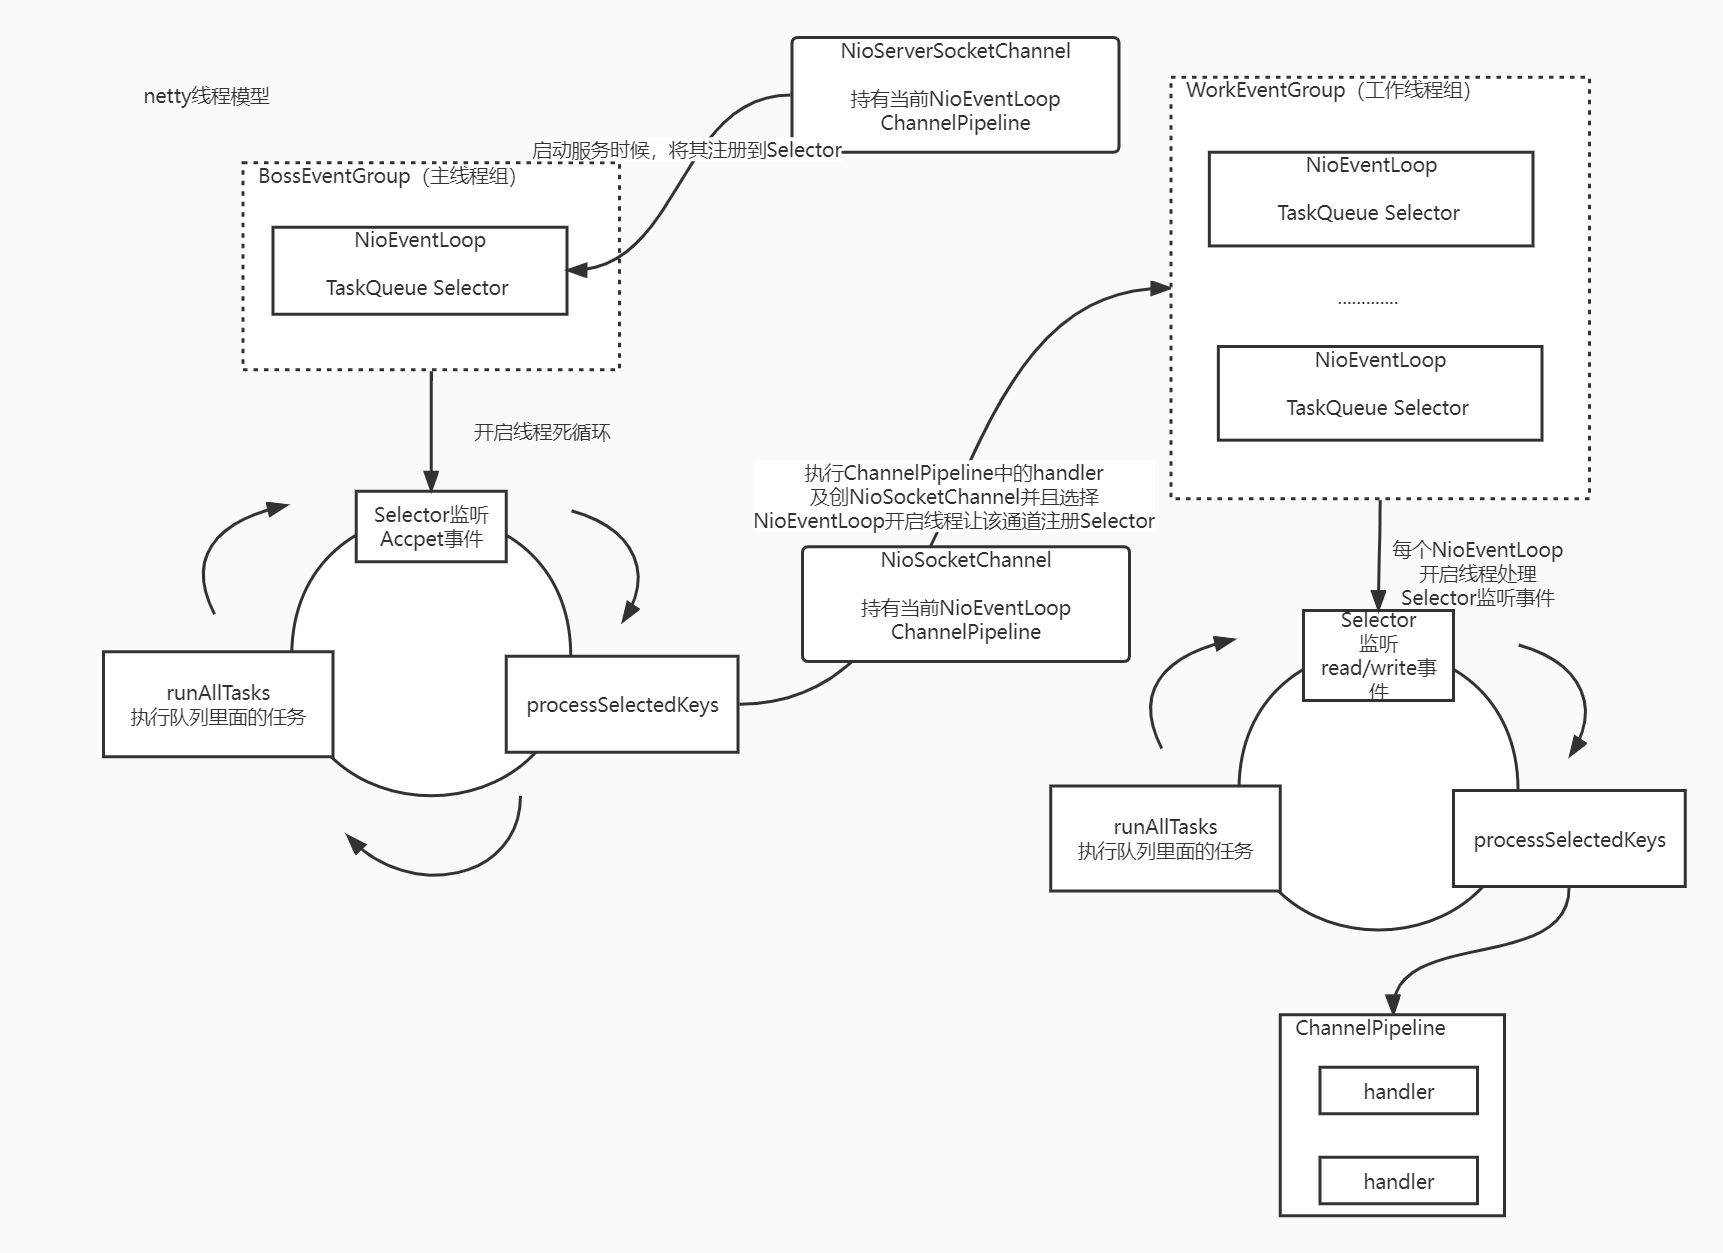 netty线程模型
NioServerSocketChannel
持有当前NioEventLoop
ChannelPipeline
启动服务时候，将其注册到Selector
BossEventGroup（主线程组）
NioEventLoop
TaskQueue Selector
开启线程死循环
Selector监听
Accpet事件
runAllTasks
执行队列里面的任务
processSelectedKeys
执行ChannelPipeline中的handler
及创NioSocketChannel并且选择
NioEventLoop开启线程让该通道注册Selector
NioSocketChannel
持有当前NioEventLoop
ChannelPipeline
WorkEventGroup（工作线程组）
NioEventLoop
TaskQueue Selector
.............
NioEventLoop
TaskQueue Selector
每个NioEventLoop
开启线程处理
Selector监听事件
Selector
监听
read/write事
件
runAllTasks
执行队列里面的任务
processSelectedKeys
ChannelPipeline
handler
handler